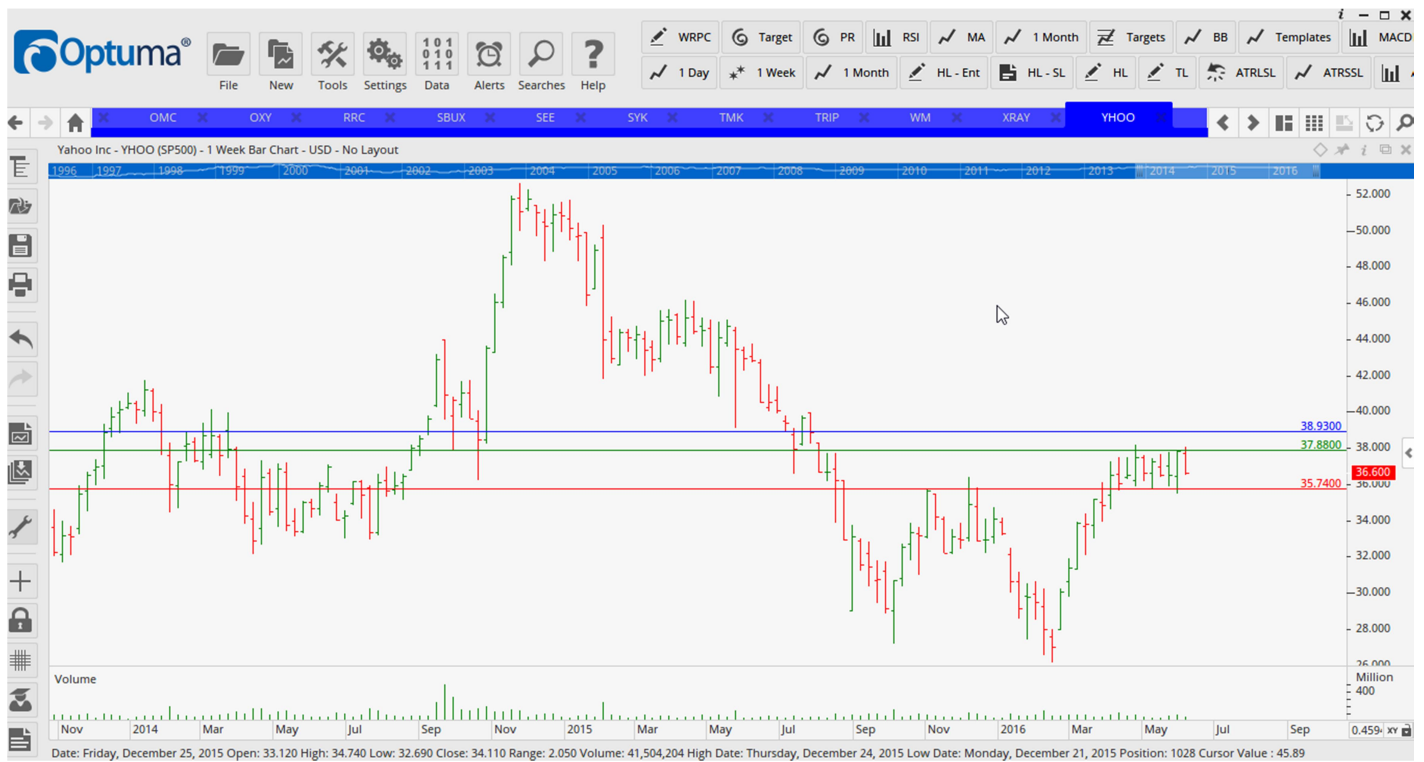 i
Optuma®
WRPC Target PR RSI MA 1 Month Targets BB Templates MACD
1 Day 1 Week 1 Month HL - Ent HL - SL HL TL ATRLSL ATRSSL
101
010
111
?
File New Tools Settings Data Alerts Searches Help
OMC OXY RRC SBUX SEE SYK TMK TRIP WM XRAY YHOO
Yahoo Inc - YHOO (SP500) - 1 Week Bar Chart - USD - No Layout
i
1996 1997 1998 1999 2000 2001 2002 2003 2004 2005 2006 2007 2008 2009 2010 2011 2012 2013 2014 2015 2016
52.000
50.000
48.000
46.000
44.000
42.000
40.000
38.9300
38.000
37.8800
36.600
36.000
35.7400
34.000
32.000
30.000
28.000
26.000
Volume
Million
400
Nov 2014 Mar May Jul Sep Nov 2015 Mar May Jul Sep Nov 2016 Mar May Jul Sep 0.459 XY
Date: Friday, December 25, 2015 Open: 33.120 High: 34.740 Low: 32.690 Close: 34.110 Range: 2.050 Volume: 41,504,204 High Date: Thursday, December 24, 2015 Low Date: Monday, December 21, 2015 Position: 1028 Cursor Value : 45.89